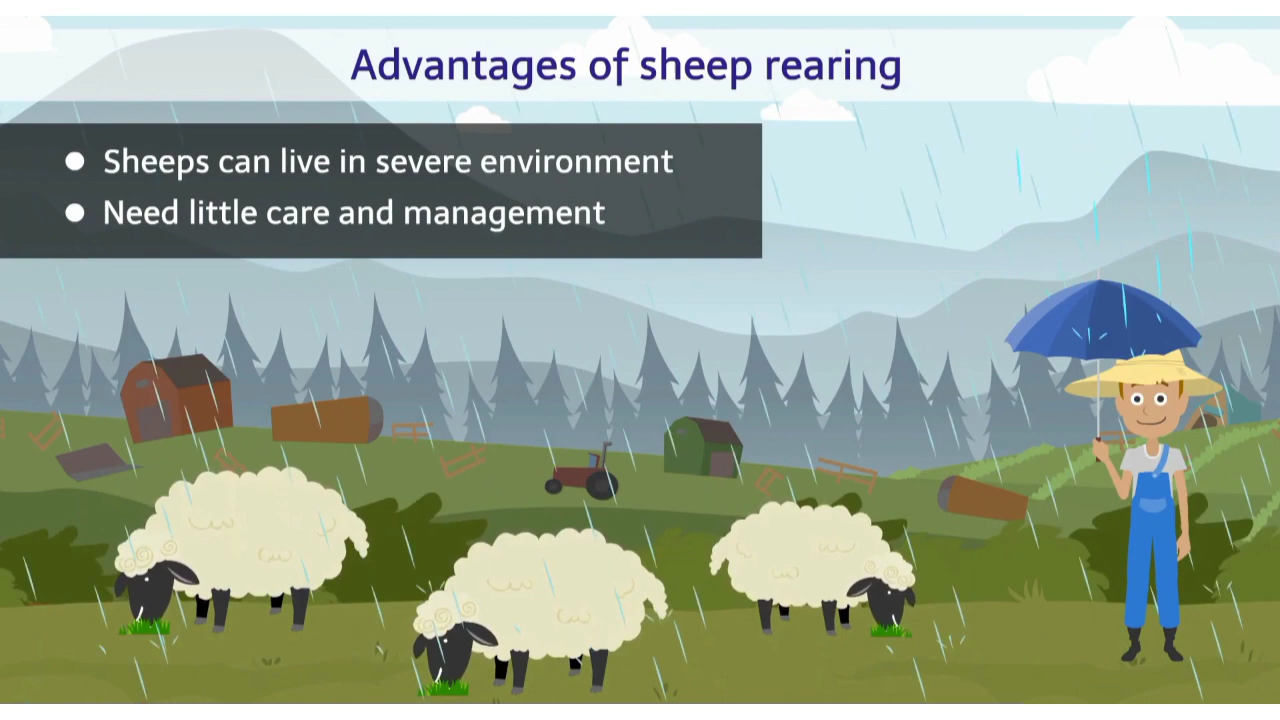 Advantages of sheep rearing
● Sheeps can live in severe environment
● Need little care and management